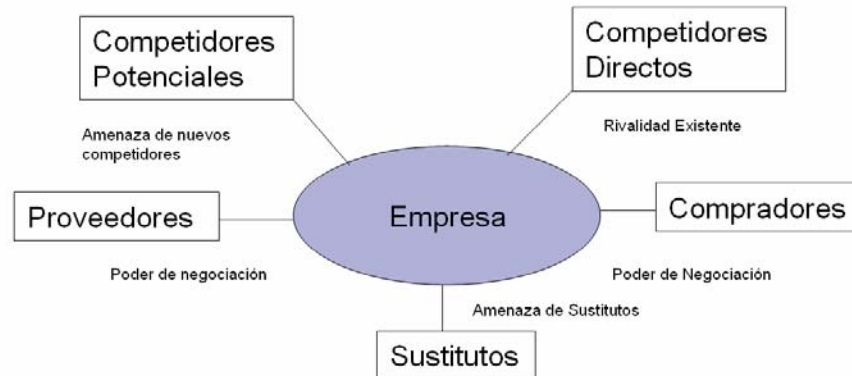 Competidores
Potenciales
Competidores
Directos
Amenaza de nuevos
competidores
Rivalidad Existente
Proveedores
Empresa
Compradores
Poder de negociación
Poder de Negociación
Amenaza de Sustitutos
Sustitutos